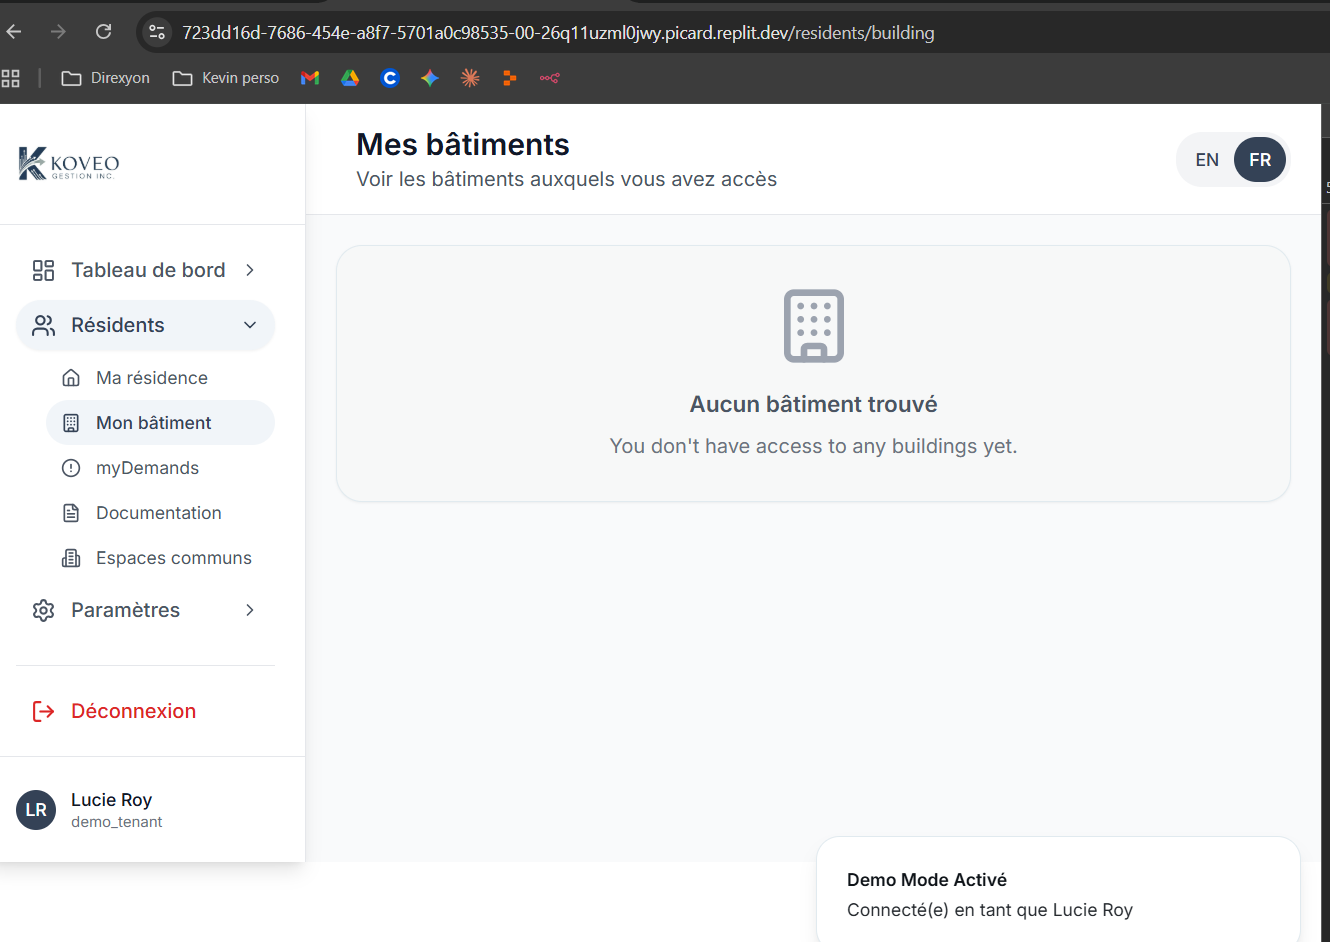 723dd16d-7686-454e-a8f7-5701a0c98535-00-26q11uzml0jwy.picard.replit.dev/residents/building
Direxyon
Kevin perso
KOVEO
GESTION INC.
Mes bâtiments
Voir les bâtiments auxquels vous avez accès
EN
FR
Tableau de bord
Résidents
Ma résidence
Mon bâtiment
myDemands
Documentation
Espaces communs
Paramètres
Déconnexion
LR
Lucie Roy
demo_tenant
Aucun bâtiment trouvé
You don't have access to any buildings yet.
Demo Mode Activé
Connecté(e) en tant que Lucie Roy